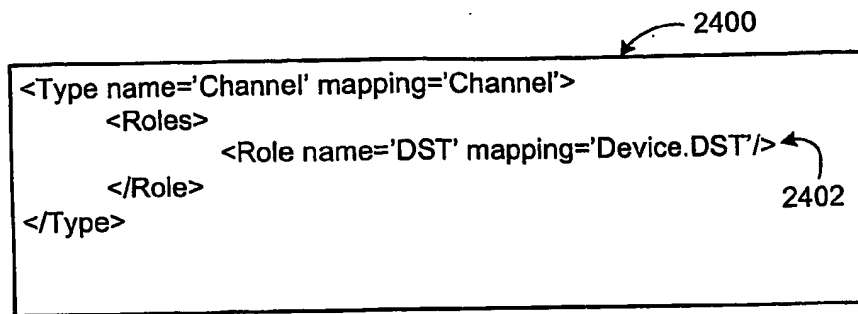 2400
<Type name='Channel' mapping='Channel'>
<Roles>
<Role name='DST' mapping='Device.DST'/>
</Role>
2402
</Type>